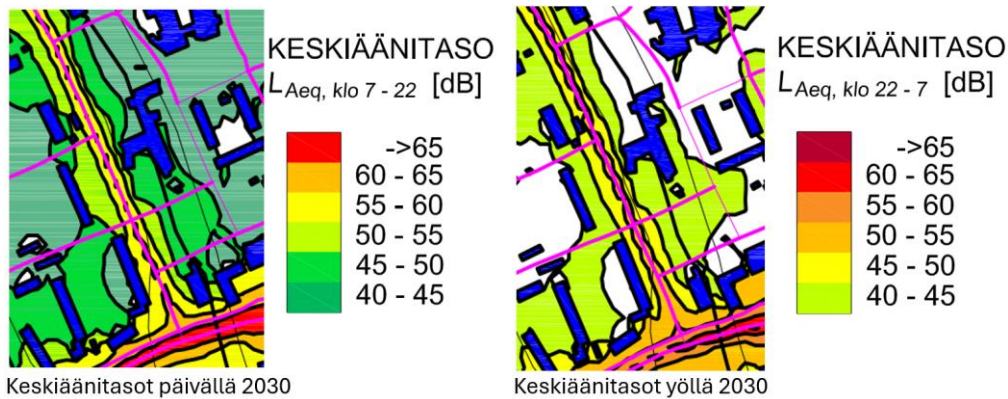 KESKIÄÄNITASO
LAeq, klo 7 - 22 [dB]
->65
60 - 65
55 - 60
50 - 55
45 - 50
40 - 45
Keskiäänitasot päivällä 2030
KESKIÄÄNITASO
LAeq, klo 22 - 7 [dB]
->65
60 - 65
55 - 60
50 - 55
45 - 50
40 - 45
Keskiäänitasot yöllä 2030